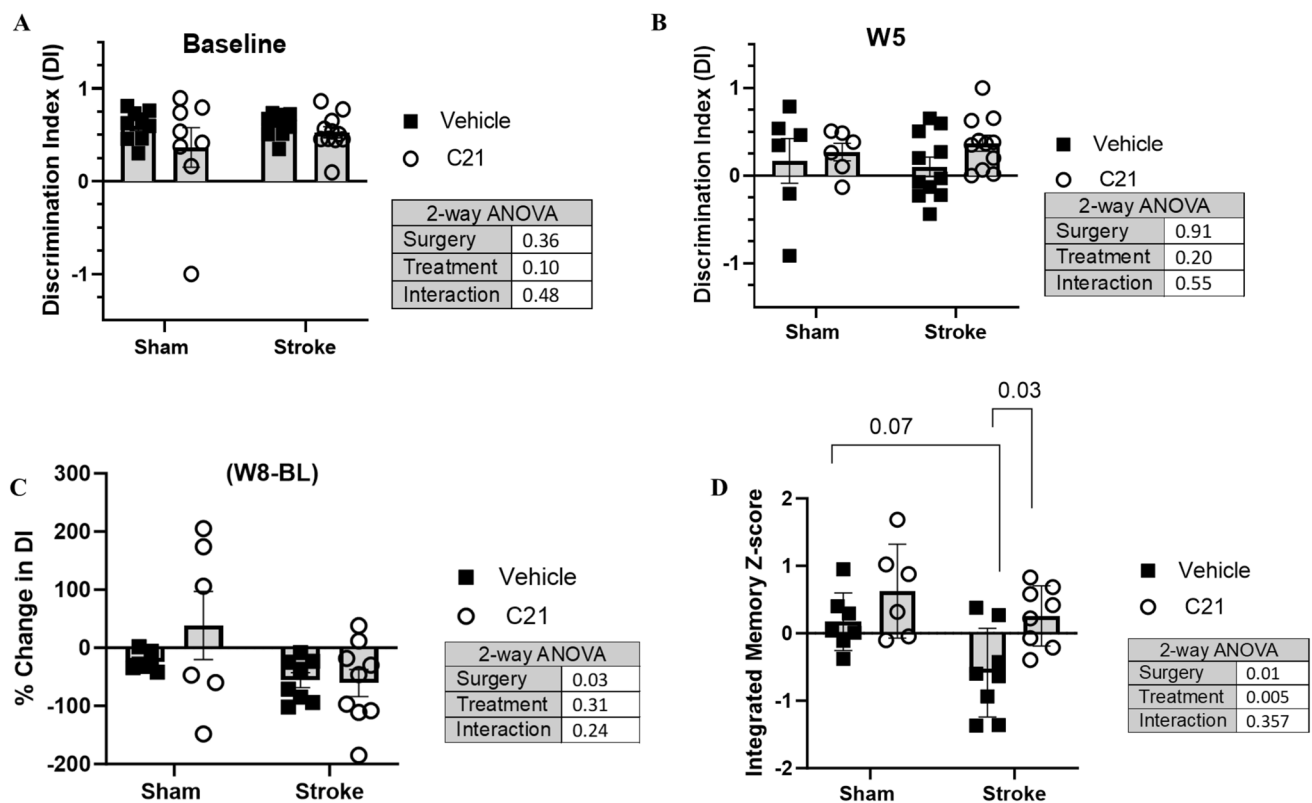 A
Baseline
Discrimination Index (DI)
1
0
-1
Sham
Stroke
Vehicle
C21
2-way ANOVA
Surgery 0.36
Treatment 0.10
Interaction 0.48
B
W5
Discrimination Index (DI)
1
0
-1
Sham
Stroke
Vehicle
C21
2-way ANOVA
Surgery 0.91
Treatment 0.20
Interaction 0.55
C
(W8-BL)
% Change in DI
300
200
100
0
-100
-200
Sham
Stroke
Vehicle
C21
2-way ANOVA
Surgery 0.03
Treatment 0.31
Interaction 0.24
D
0.07
0.03
Integrated Memory Z-score
2
1
0
-1
-2
Sham
Stroke
Vehicle
C21
2-way ANOVA
Surgery 0.01
Treatment 0.005
Interaction 0.357